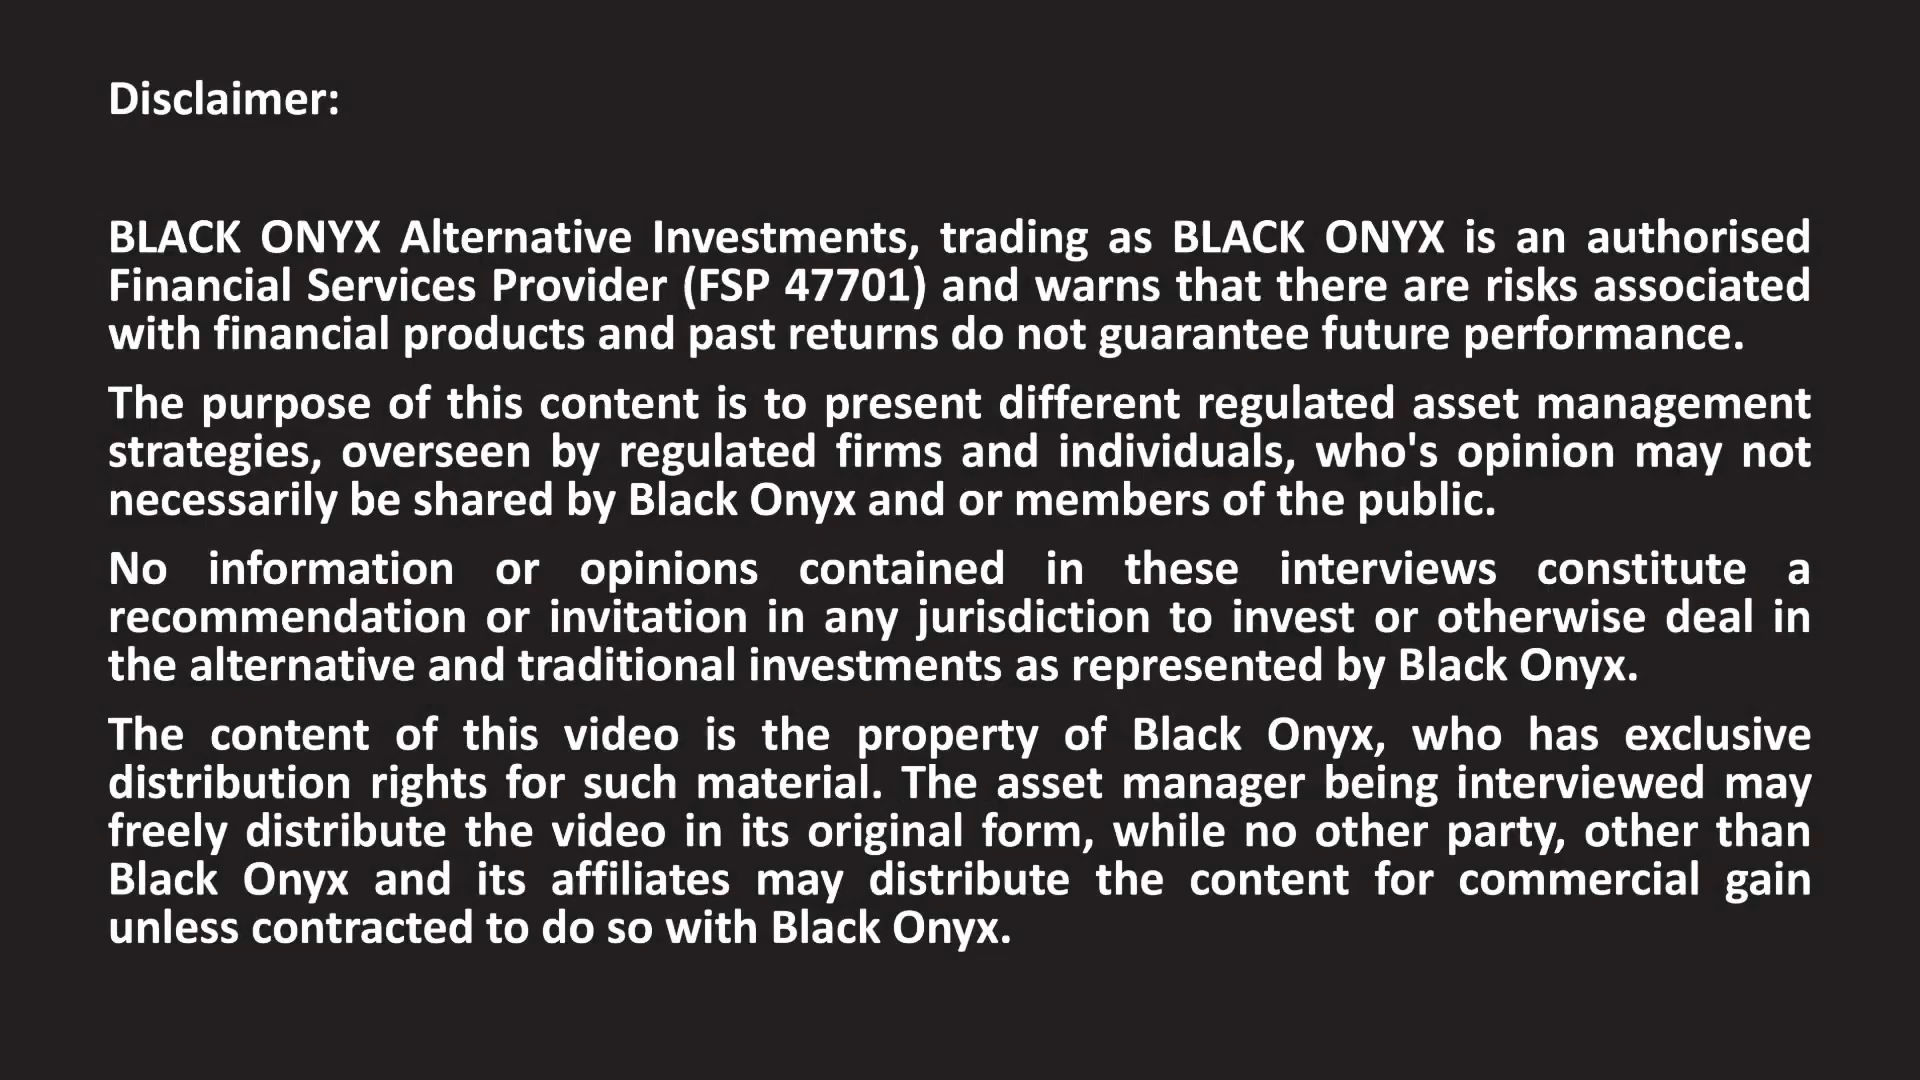 Disclaimer:
BLACK ONYX Alternative Investments, trading as BLACK ONYX is an authorised
Financial Services Provider (FSP 47701) and warns that there are risks associated
with financial products and past returns do not guarantee future performance.
The purpose of this content is to present different regulated asset management
strategies, overseen by regulated firms and individuals, who's opinion may not
necessarily be shared by Black Onyx and or members of the public.
No information or opinions contained in these interviews constitute a
recommendation or invitation in any jurisdiction to invest or otherwise deal in
the alternative and traditional investments as represented by Black Onyx.
The content of this video is the property of Black Onyx, who has exclusive
distribution rights for such material. The asset manager being interviewed may
freely distribute the video in its original form, while no other party, other than
Black Onyx and its affiliates may distribute the content for commercial gain
unless contracted to do so with Black Onyx.